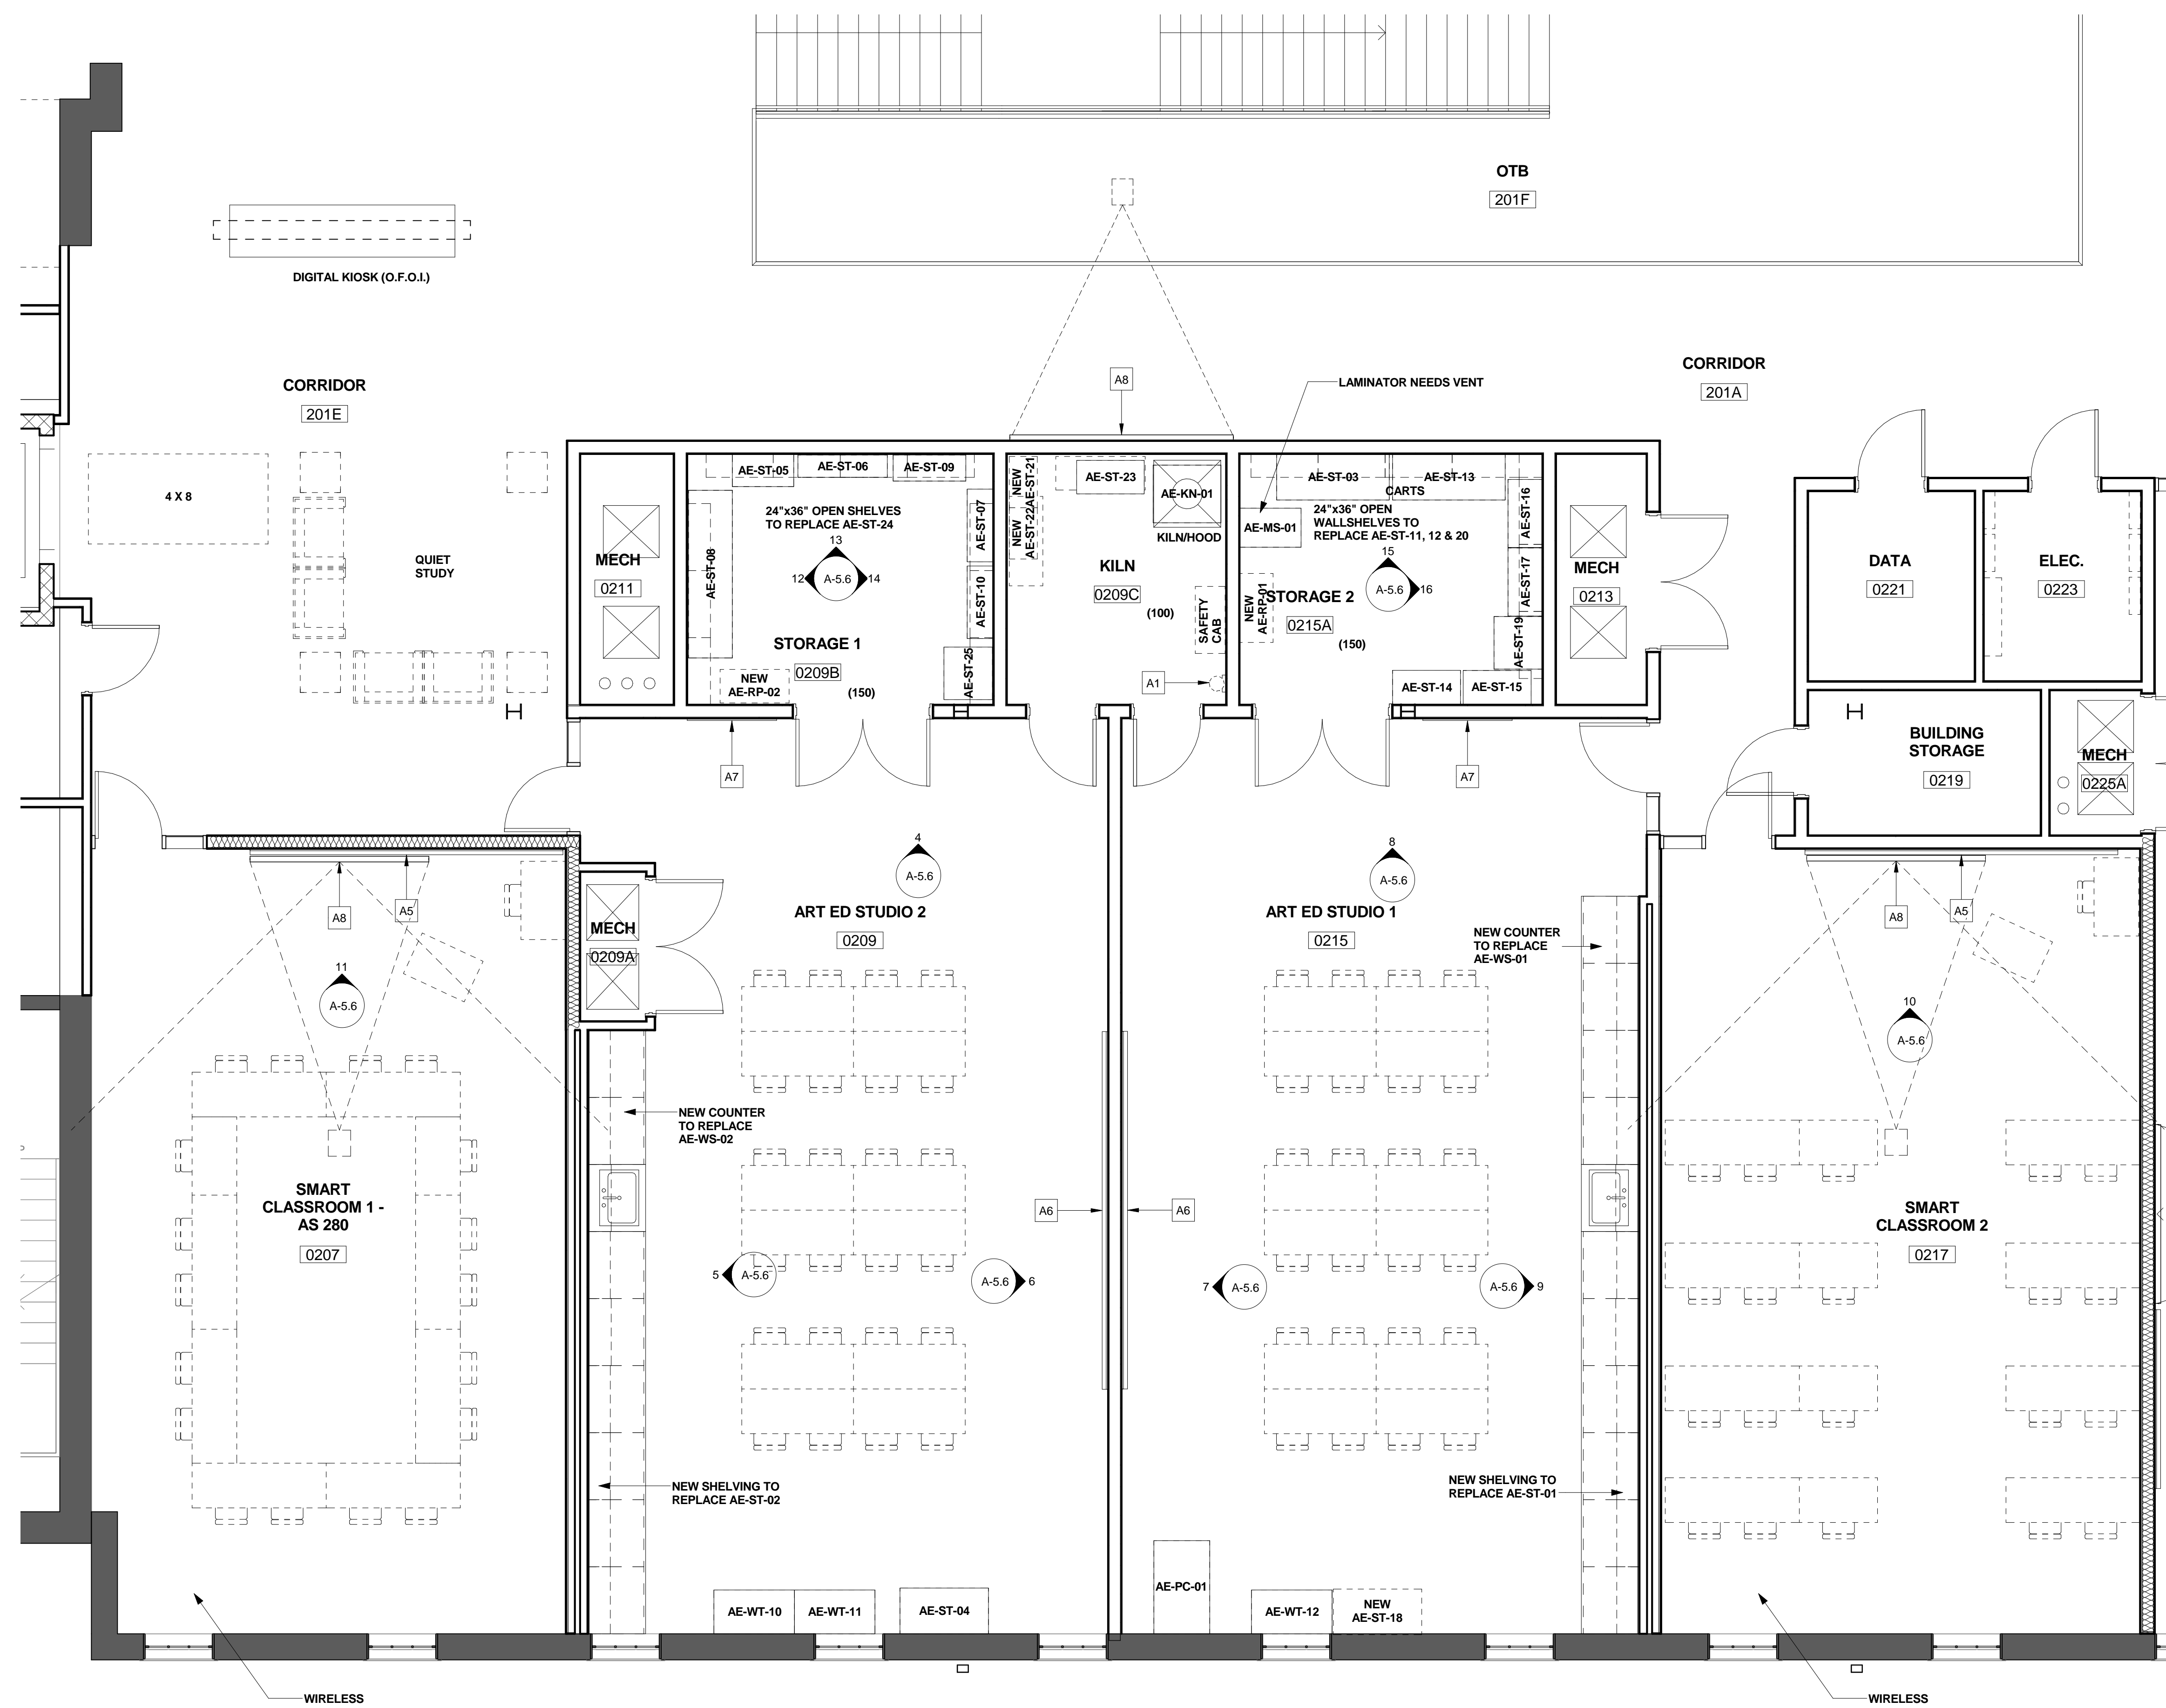 OTB
201F
DIGITAL KIOSK (O.F.O.I.)
CORRIDOR
201E
A8
LAMINATOR NEEDS VENT
CORRIDOR
201A
4 X 8
QUIET
STUDY
MECH
0211
AE-ST-05
AE-ST-06
AE-ST-09
24"x36" OPEN SHELVES
TO REPLACE AE-ST-24
AE-ST-08
13
12
A-5.6
14
AE-ST-07
AE-ST-10
STORAGE 1
0209B
(150)
NEW
AE-RP-02
AE-ST-25
NEW
AE-ST-21
NEW
AE-ST-22
AE-ST-23
AE-KN-01
KILN/HOOD
KILN
0209C
(100)
SAFETY
CAB
A1
AE-ST-03
AE-ST-13
CARTS
AE-MS-01
24"x36" OPEN
WALLSHELVES TO
REPLACE AE-ST-11, 12 & 20
15
A-5.6
16
NEW
AE-RP-01
STORAGE 2
0215A
(150)
AE-ST-16
AE-ST-17
AE-ST-19
AE-ST-14
AE-ST-15
MECH
0213
DATA
0221
ELEC.
0223
BUILDING
STORAGE
0219
MECH
0225A
A7
A7
A8
A5
11
A-5.6
MECH
0209A
4
A-5.6
ART ED STUDIO 2
0209
8
A-5.6
ART ED STUDIO 1
0215
NEW COUNTER
TO REPLACE
AE-WS-01
A8
A5
10
A-5.6
NEW COUNTER
TO REPLACE
AE-WS-02
SMART
CLASSROOM 1 -
AS 280
0207
A6
A6
SMART
CLASSROOM 2
0217
5
A-5.6
A-5.6
6
7
A-5.6
A-5.6
9
NEW SHELVING TO
REPLACE AE-ST-02
NEW SHELVING TO
REPLACE AE-ST-01
AE-WT-10
AE-WT-11
AE-ST-04
AE-PC-01
AE-WT-12
NEW
AE-ST-18
WIRELESS
WIRELESS